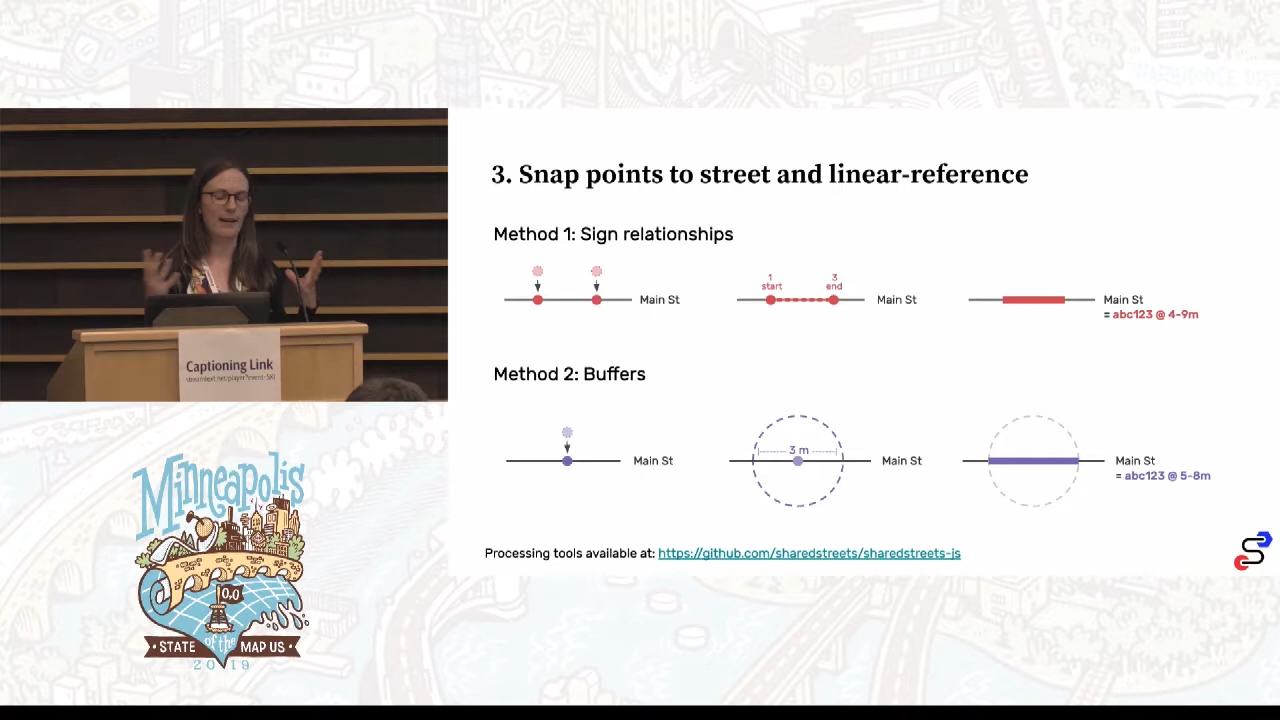 3. Snap points to street and linear-reference
Method 1: Sign relationships
1
start
3
end
Main St
Main St
Main St
= abc123 @ 4-9m
Method 2: Buffers
3 m
Main St
Main St
Main St
= abc123 @ 5-8m
Processing tools available at: https://github.com/sharedstreets/sharedstreets-js
Captioning Link
Minneapolis
0,0
STATE of the MAP US
2019